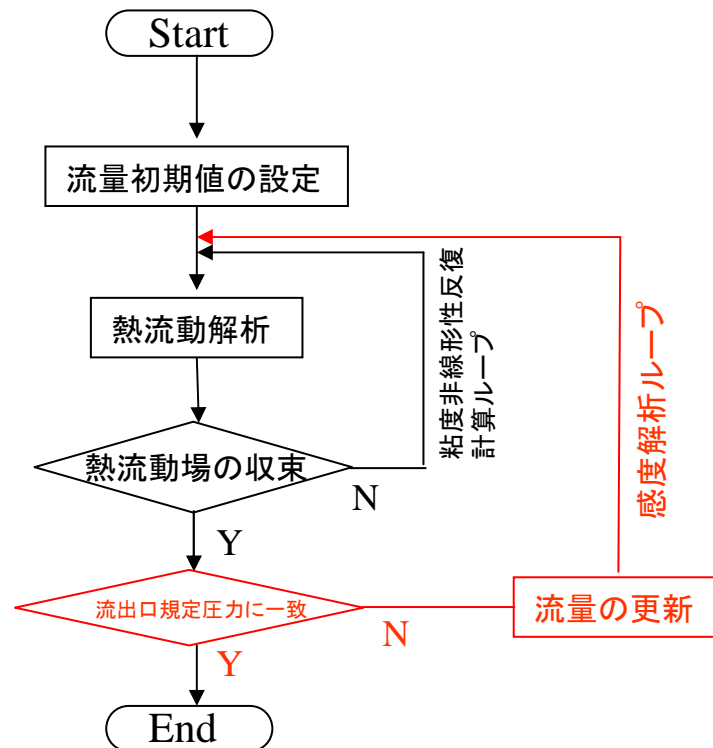 Start
流量初期値の設定
熱流動解析
粘度非線形性反復
計算ループ
感度解析ループ
熱流動場の収束
N
Y
流出口規定圧力に一致
N
流量の更新
Y
End